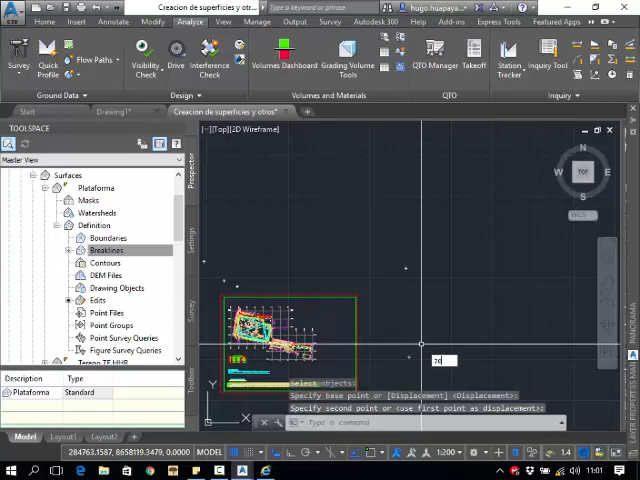 Creacion de superficies y otr...
Type a keyword or phrase
hugo.huapaya...
Home Insert Annotate Modify Analyze View Manage Output Survey Autodesk 360 Help Add-ins Express Tools Featured Apps
Survey
Quick Profile
Flow Paths
Visibility Check
Drive
Interference Check
Volumes Dashboard
Grading Volume Tools
QTO Manager
Takeoff
Station Tracker
Inquiry Tool
Ground Data
Design
Volumes and Materials
QTO
Inquiry
Start
Drawing1*
Creacion de superficies y otros*
TOOLSPACE
Master View
Surfaces
Plataforma
Masks
Watersheds
Definition
Boundaries
Breaklines
Contours
DEM Files
Drawing Objects
Edits
Point Files
Point Groups
Point Survey Queries
Figure Survey Queries
Prospector
Settings
Survey
Toolbox
Description Type
Plataforma Standard
[−][Top][2D Wireframe]
N
W TOP E
S
WCS
ze
Y
X
Select objects:
Specify base point or [Displacement] <Displacement>:
Specify second point or <use first point as displacement>:
Type a command
PANORAMA
Model Layout1 Layout2
284763.1587, 8658119.3479, 0.0000 MODEL 1:200 1.4
11:01